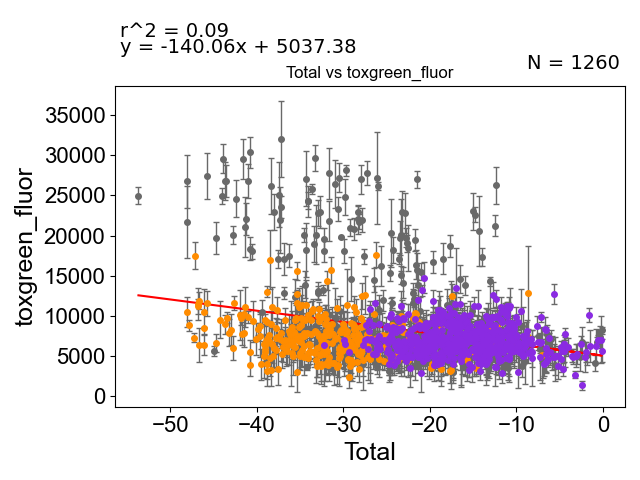 r^2 = 0.09
y = -140.06x + 5037.38
N = 1260
Total vs toxgreen_fluor
toxgreen_fluor
35000
30000
25000
20000
15000
10000
5000
0
−50 −40 −30 −20 −10 0
Total